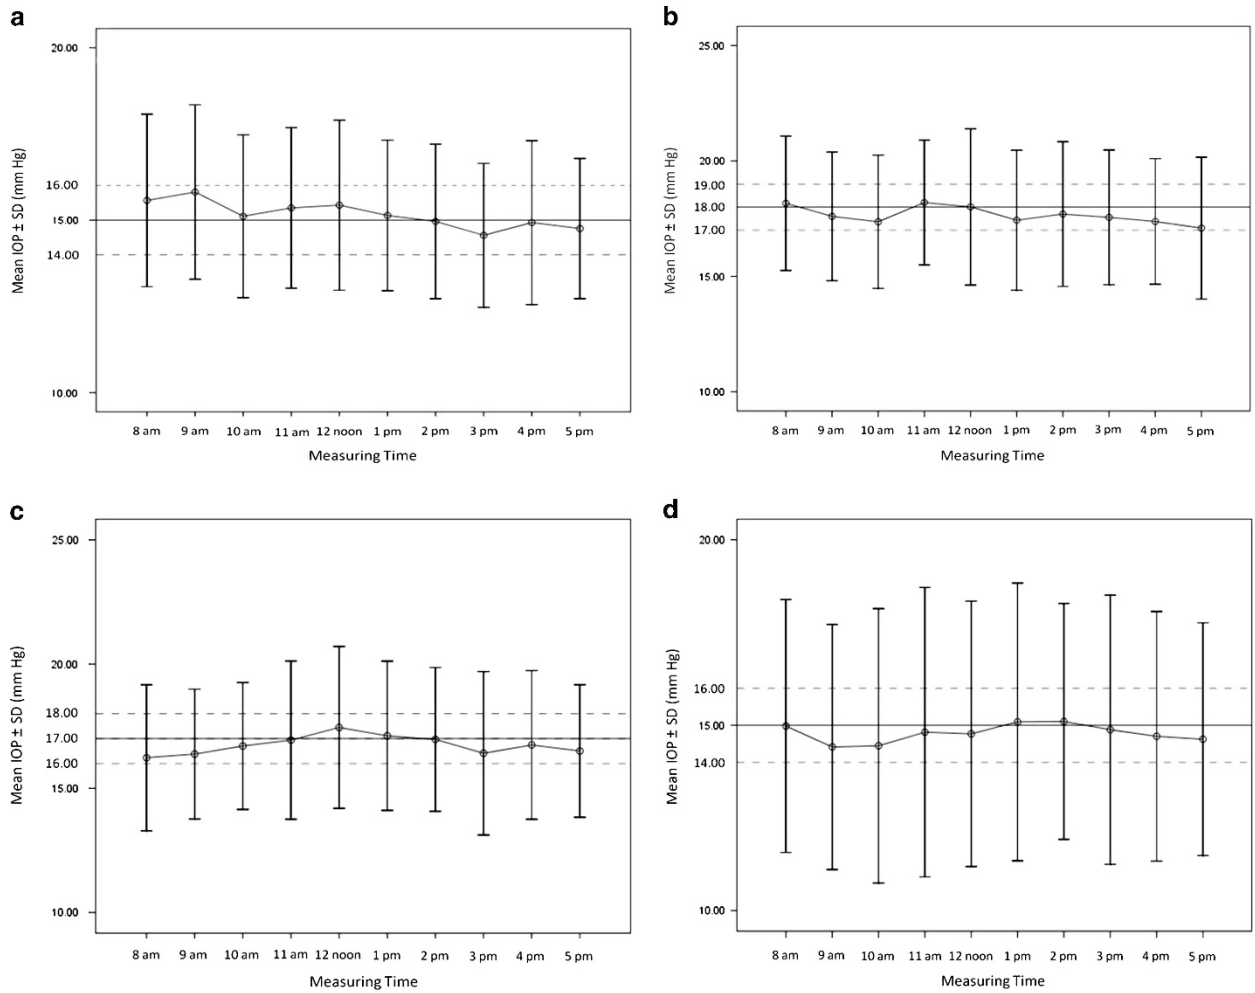 a
20.00
16.00
15.00
14.00
10.00
Mean IOP ± SD (mm Hg)
8 am 9 am 10 am 11 am 12 noon 1 pm 2 pm 3 pm 4 pm 5 pm
Measuring Time
b
25.00
20.00
19.00
18.00
17.00
15.00
10.00
Mean IOP ± SD (mm Hg)
8 am 9 am 10 am 11 am 12 noon 1 pm 2 pm 3 pm 4 pm 5 pm
Measuring Time
c
25.00
20.00
18.00
17.00
16.00
15.00
10.00
Mean IOP ± SD (mm Hg)
8 am 9 am 10 am 11 am 12 noon 1 pm 2 pm 3 pm 4 pm 5 pm
Measuring Time
d
20.00
16.00
15.00
14.00
10.00
Mean IOP ± SD (mm Hg)
8 am 9 am 10 am 11 am 12 noon 1 pm 2 pm 3 pm 4 pm 5 pm
Measuring Time